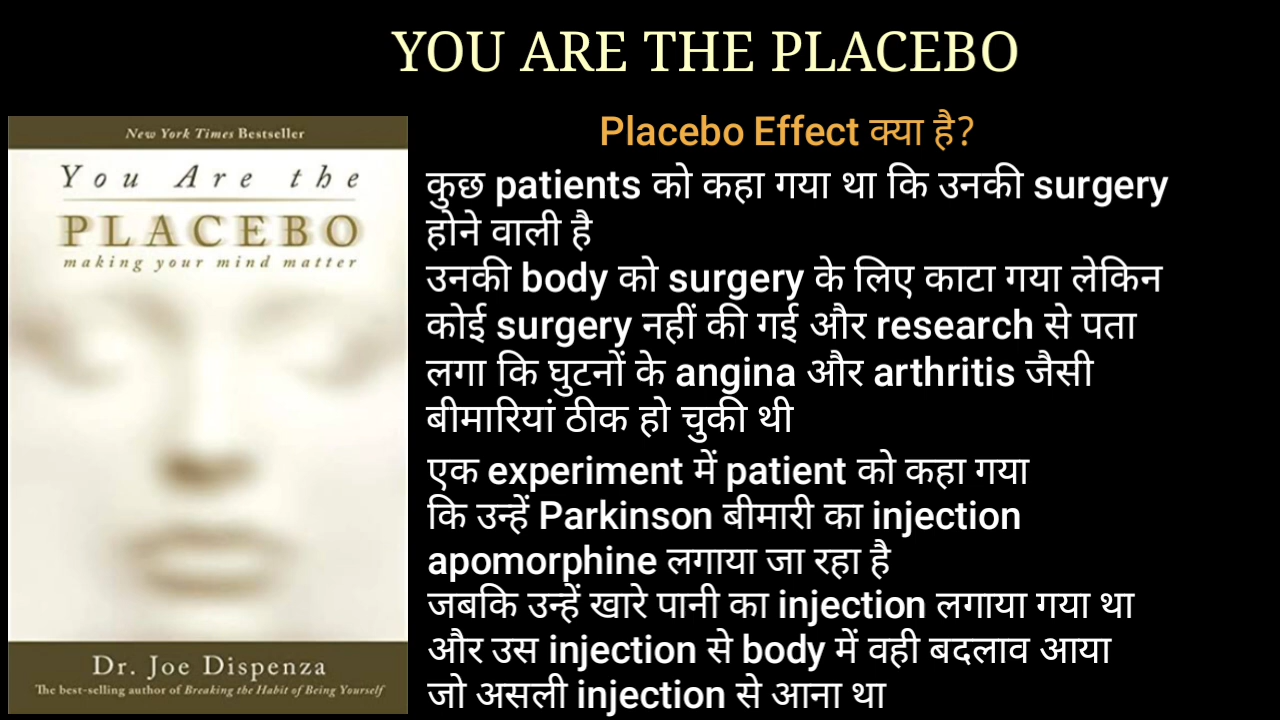 YOU ARE THE PLACEBO
New York Times Bestseller
You Are the
PLACEBO
making your mind matter
Dr. Joe Dispenza
The best-selling author of Breaking the Habit of Being Yourself
Placebo Effect क्या है?
कुछ patients को कहा गया था कि उनकी surgery
होने वाली है
उनकी body को surgery के लिए काटा गया लेकिन
कोई surgery नहीं की गई और research से पता
लगा कि घुटनों के angina और arthritis जैसी
बीमारियां ठीक हो चुकी थी
एक experiment में patient को कहा गया
कि उन्हें Parkinson बीमारी का injection
apomorphine लगाया जा रहा है
जबकि उन्हें खारे पानी का injection लगाया गया था
और उस injection से body में वही बदलाव आया
जो असली injection से आना था